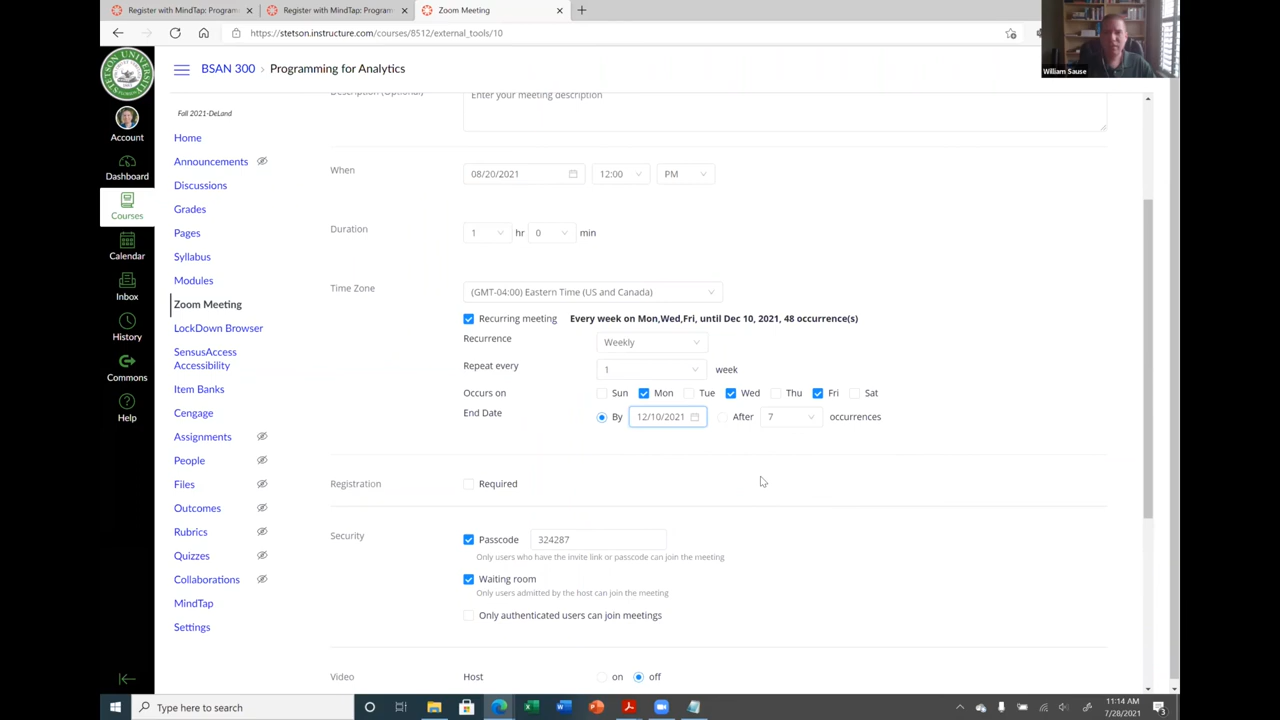 Register with MindTap: Program
Register with MindTap: Program
Zoom Meeting
https://stetson.instructure.com/courses/8512/external_tools/10
William Sause
STETSON UNIVERSITY
BSAN 300 > Programming for Analytics
Account
Dashboard
Courses
Calendar
Inbox
History
Commons
Help
Fall 2021-DeLand
Home
Announcements
Discussions
Grades
Pages
Syllabus
Modules
Zoom Meeting
LockDown Browser
SensusAccess
Accessibility
Item Banks
Cengage
Assignments
People
Files
Outcomes
Rubrics
Quizzes
Collaborations
MindTap
Settings
Description (Optional) Enter your meeting description
When 08/20/2021 12:00 PM
Duration 1 hr 0 min
Time Zone (GMT-04:00) Eastern Time (US and Canada)
Recurring meeting Every week on Mon,Wed,Fri, until Dec 10, 2021, 48 occurrence(s)
Recurrence Weekly
Repeat every 1 week
Occurs on Sun Mon Tue Wed Thu Fri Sat
End Date By 12/10/2021 After 7 occurrences
Registration Required
Security Passcode 324287
Only users who have the invite link or passcode can join the meeting
Waiting room
Only users admitted by the host can join the meeting
Only authenticated users can join meetings
Video Host on off
Type here to search
11:14 AM
7/28/2021
3